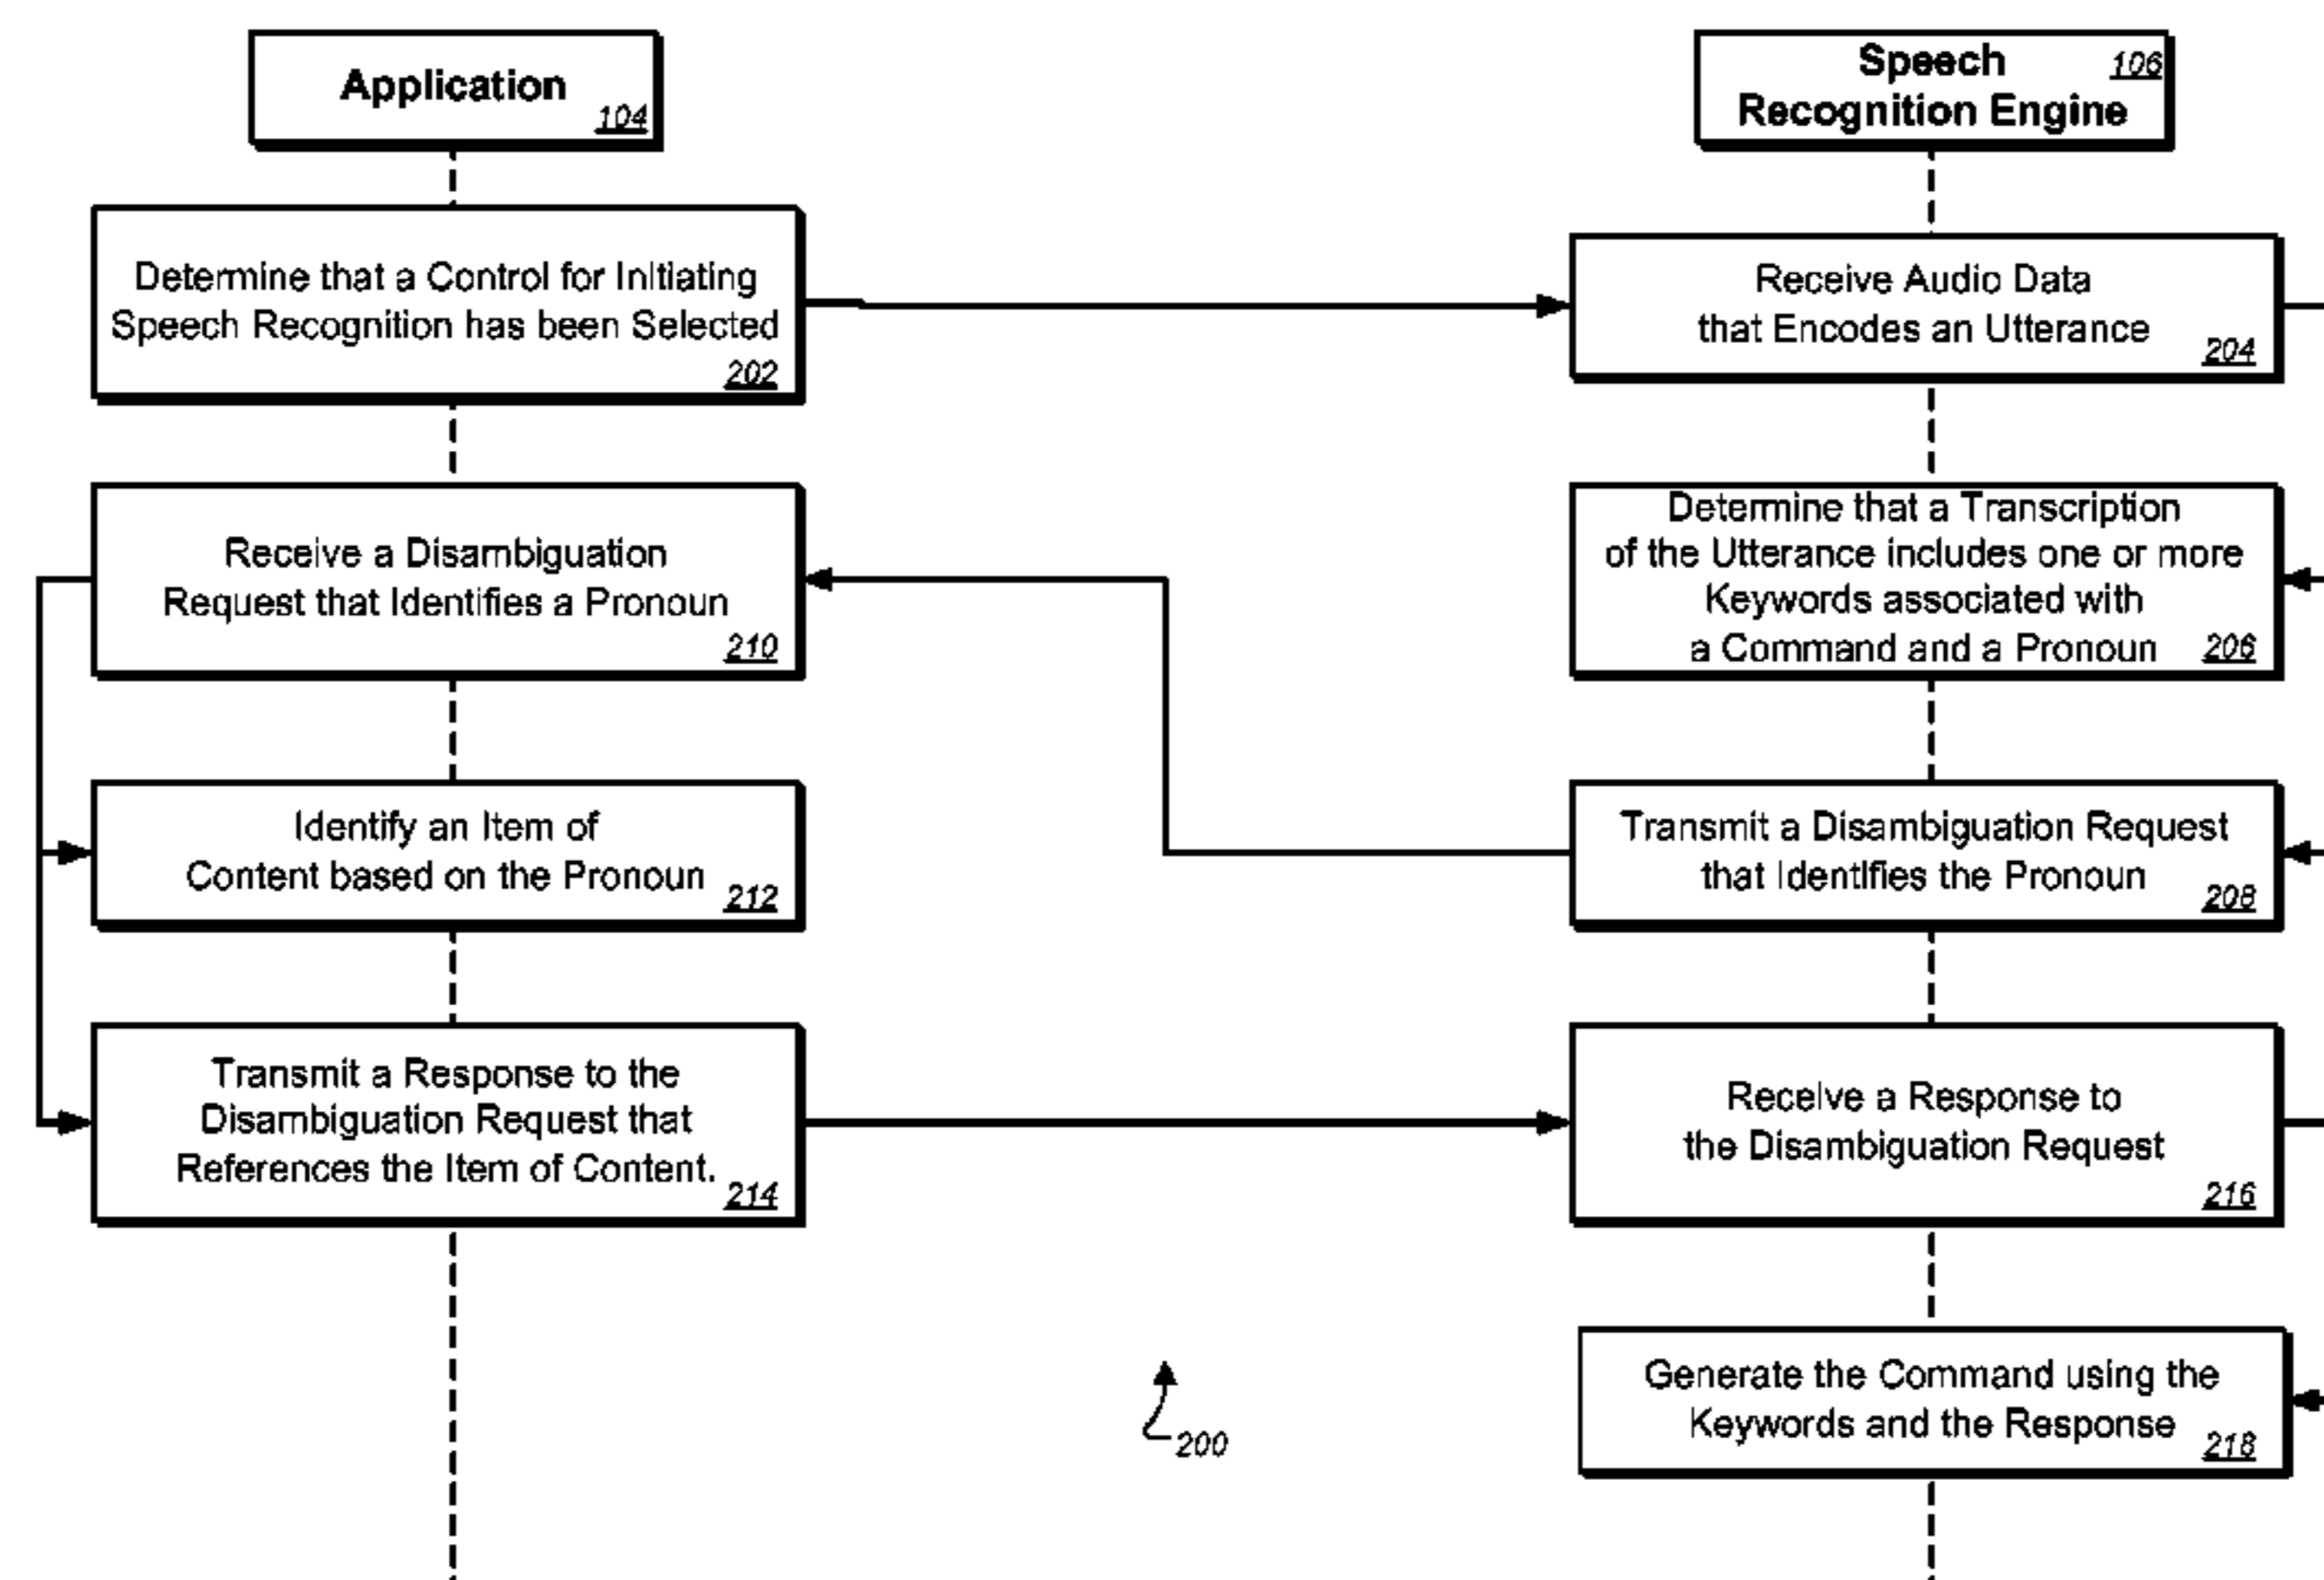 Application
104
Speech 106
Recognition Engine
Determine that a Control for Initiating
Speech Recognition has been Selected
202
Receive Audio Data
that Encodes an Utterance
204
Receive a Disambiguation
Request that Identifies a Pronoun
210
Determine that a Transcription
of the Utterance includes one or more
Keywords associated with
a Command and a Pronoun 206
Identify an Item of
Content based on the Pronoun
212
Transmit a Disambiguation Request
that Identifies the Pronoun
208
Transmit a Response to the
Disambiguation Request that
References the Item of Content.
214
Receive a Response to
the Disambiguation Request
216
Generate the Command using the
Keywords and the Response
218
200